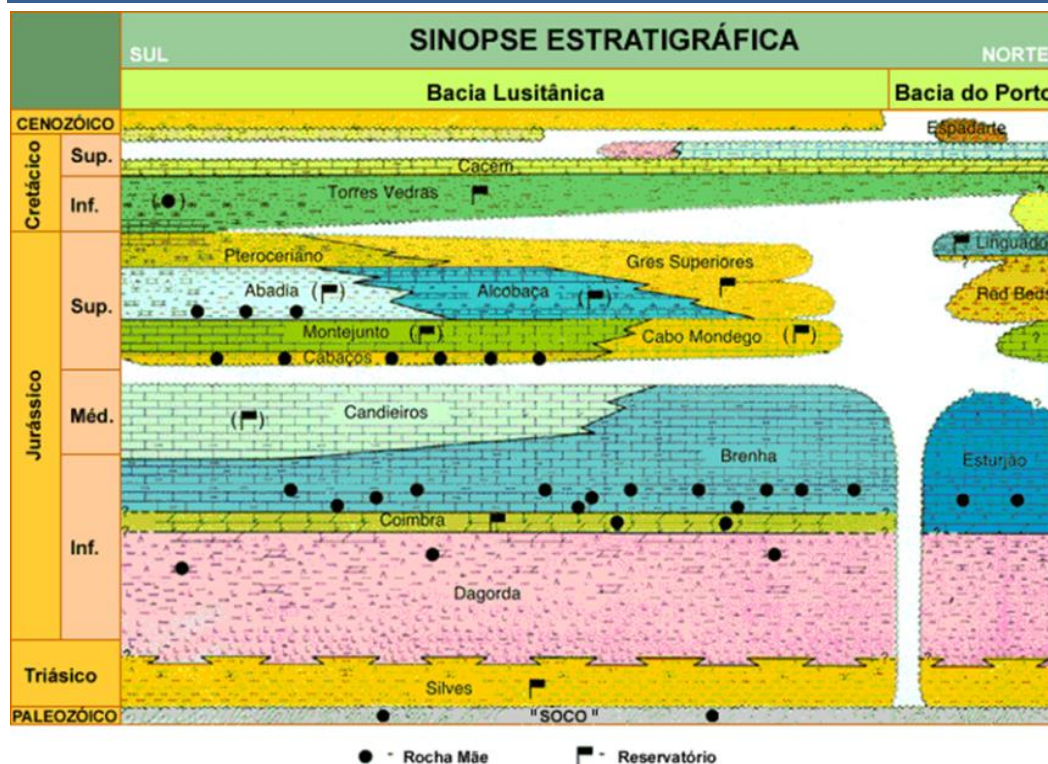 SINOPSE ESTRATIGRÁFICA
SUL
NORTE
Bacia Lusitânica
Bacia do Porto
CENOZÓICO
Espadarte
Cretácico
Sup.
Cacém
Inf.
Torres Vedras
Jurássico
Sup.
Pteroceriano
Gres Superiores
Linguado
Abadia
Alcobaça
Red Beds
Montejunto
Cabo Mondego
Cabaços
Méd.
Candieiros
Brenha
Esturjão
Inf.
Coimbra
Dagorda
Triásico
Silves
PALEOZÓICO
"SOCO"
- Rocha Mãe
- Reservatório